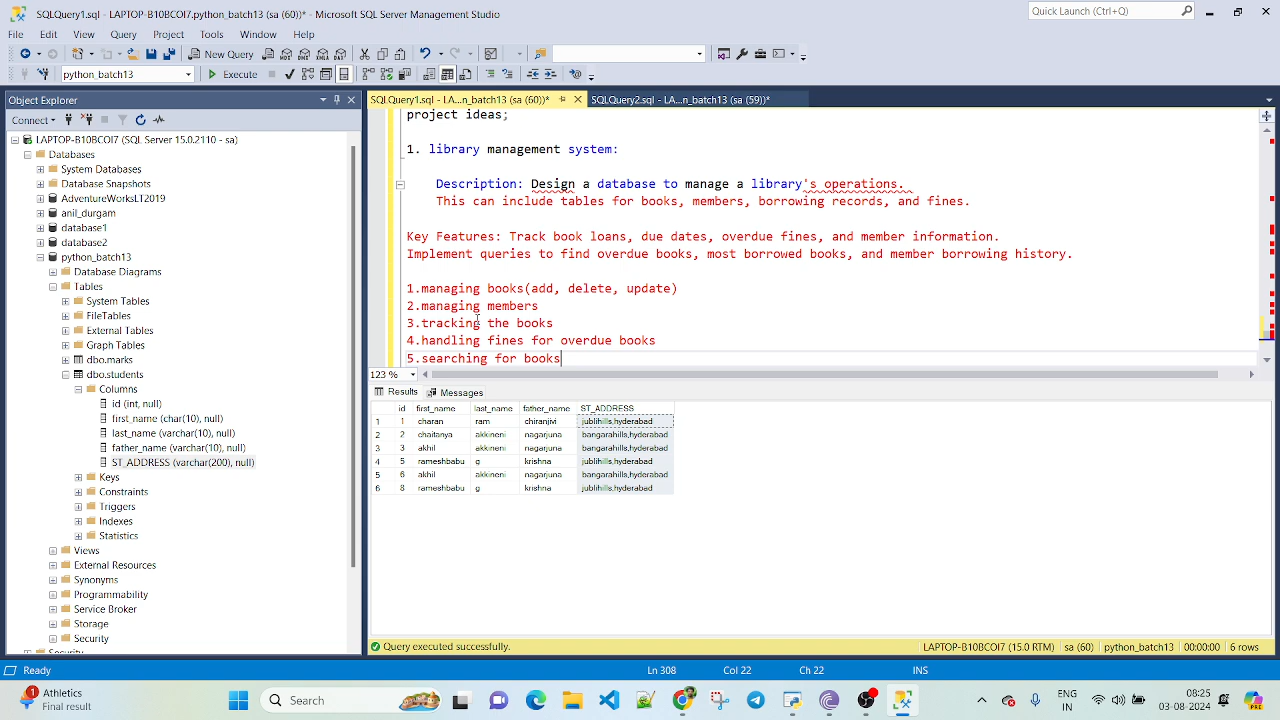 SQLQuery1.sql - LAPTOP-B10BCOI7.python_batch13 (sa (60))* - Microsoft SQL Server Management Studio
Quick Launch (Ctrl+Q)
File Edit View Query Project Tools Window Help
New Query
python_batch13 Execute
Object Explorer
SQLQuery1.sql - LA...n_batch13 (sa (60))* SQLQuery2.sql - LA...n_batch13 (sa (59))*
Connect
LAPTOP-B10BCOI7 (SQL Server 15.0.2110 - sa)
Databases
System Databases
Database Snapshots
AdventureWorksLT2019
anil_durgam
database1
database2
python_batch13
Database Diagrams
Tables
System Tables
FileTables
External Tables
Graph Tables
dbo.marks
dbo.students
Columns
id (int, null)
first_name (char(10), null)
last_name (varchar(10), null)
father_name (varchar(10), null)
ST_ADDRESS (varchar(200), null)
Keys
Constraints
Triggers
Indexes
Statistics
Views
External Resources
Synonyms
Programmability
Service Broker
Storage
Security
project ideas;
1. library management system:
Description: Design a database to manage a library's operations.
This can include tables for books, members, borrowing records, and fines.
Key Features: Track book loans, due dates, overdue fines, and member information.
Implement queries to find overdue books, most borrowed books, and member borrowing history.
1.managing books(add, delete, update)
2.managing members
3.tracking the books
4.handling fines for overdue books
5.searching for books
123 %
Results Messages
id first_name last_name father_name ST_ADDRESS
1 1 charan ram chiranjivi jublihills,hyderabad
2 2 chaitanya akkineni nagarjuna bangarahills,hyderabad
3 3 akhil akkineni nagarjuna bangarahills,hyderabad
4 5 rameshbabu g krishna jublihills,hyderabad
5 6 akhil akkineni nagarjuna bangarahills,hyderabad
6 8 rameshbabu g krishna jublihills,hyderabad
Query executed successfully. LAPTOP-B10BCOI7 (15.0 RTM) sa (60) python_batch13 00:00:00 6 rows
Ready Ln 308 Col 22 Ch 22 INS
1 Athletics
Final result
Search
ENG
IN
08:25
03-08-2024